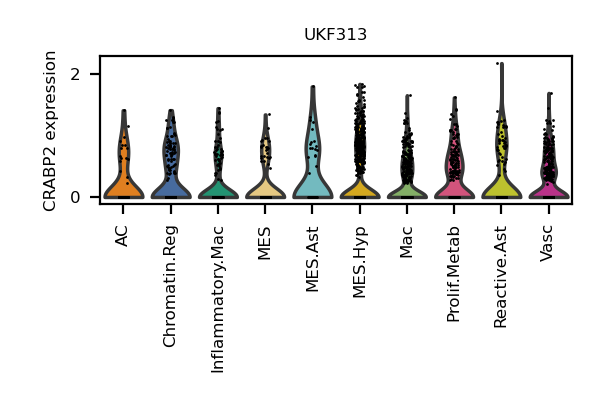 UKF313
CRABP2 expression
2
0
AC
Chromatin.Reg
Inflammatory.Mac
MES
MES.Ast
MES.Hyp
Mac
Prolif.Metab
Reactive.Ast
Vasc